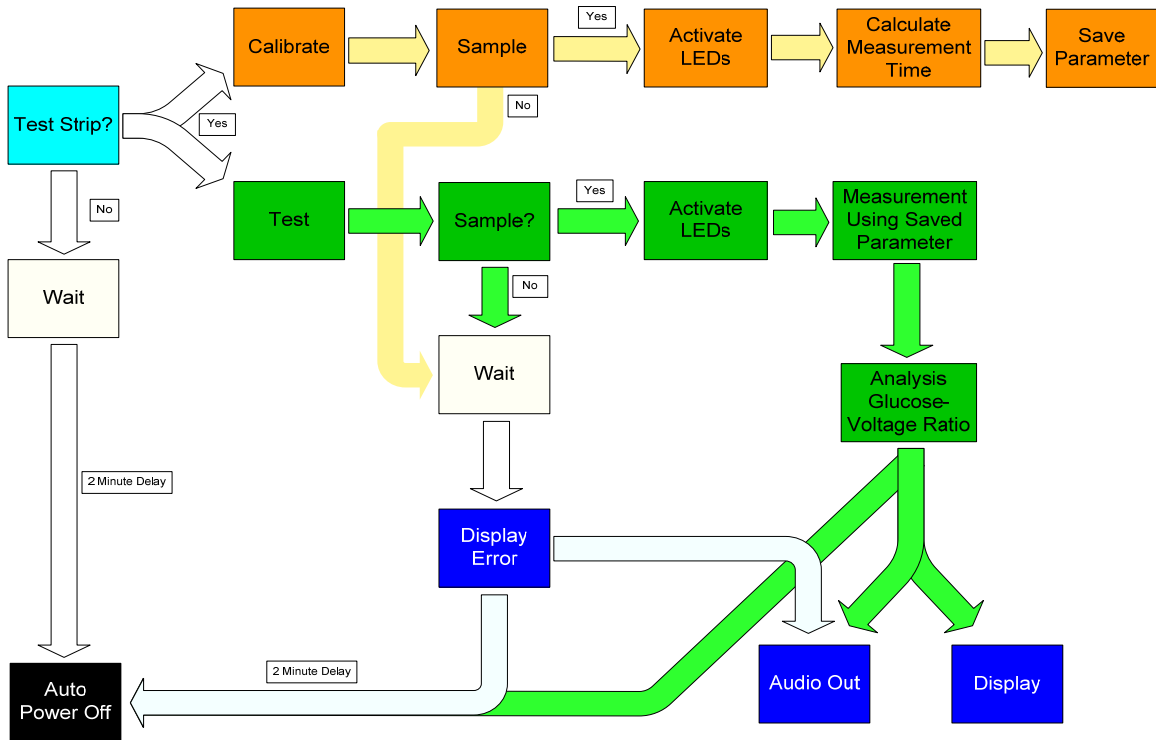 Yes
Calibrate
Sample
Activate
LEDs
Calculate
Measurement
Time
Save
Parameter
No
Test Strip?
Yes
No
Test
Sample?
Yes
Activate
LEDs
Measurement
Using Saved
Parameter
No
Wait
Wait
Analysis
Glucose-
Voltage Ratio
2 Minute Delay
Display
Error
2 Minute Delay
Auto
Power Off
Audio Out
Display